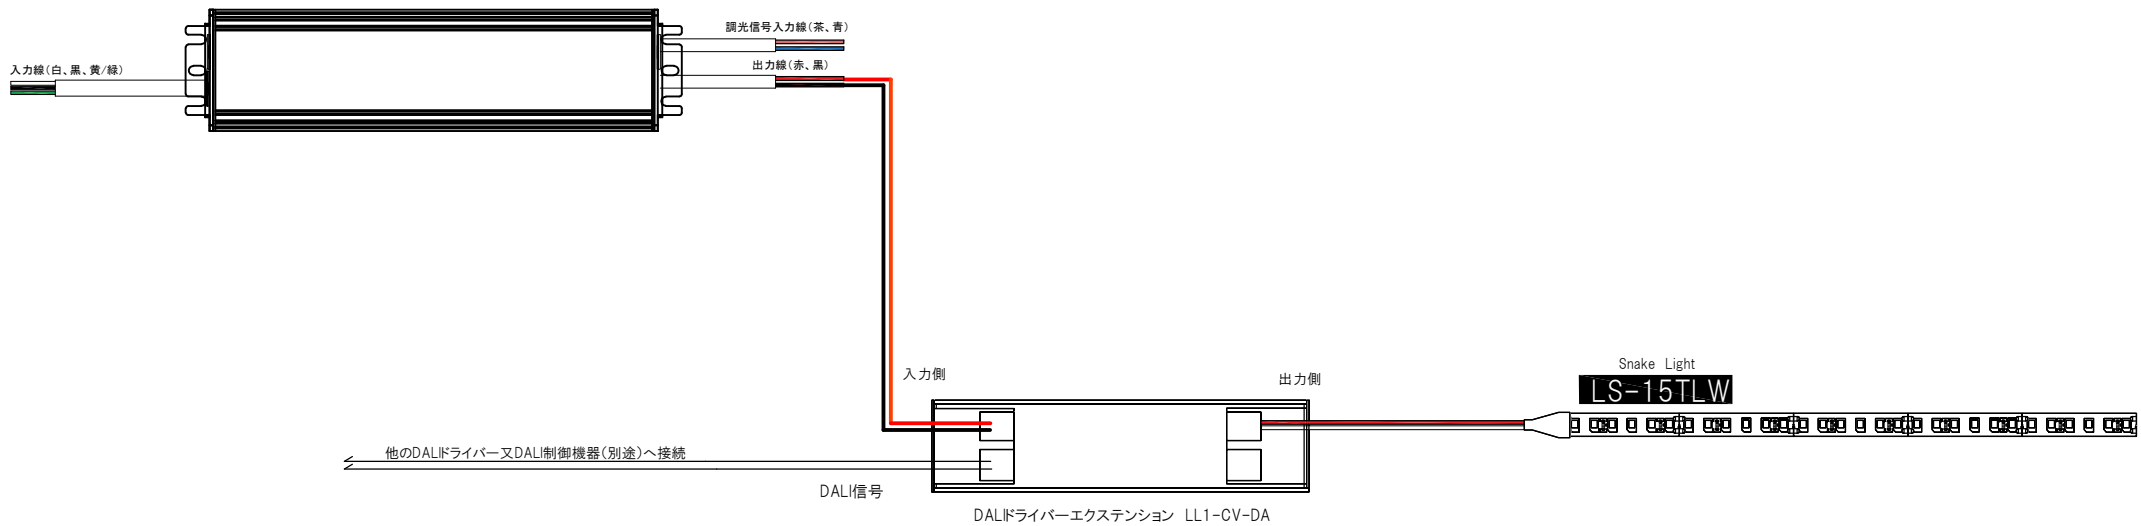 調光信号入力線(茶、青)
入力線(白、黒、黄/緑)
出力線(赤、黒)
Snake Light
入力側
出力側
LS-15TLW
他のDALIドライバー又DALI制御機器(別途)へ接続
DALI信号
DALIドライバーエクステンション LL1-CV-DA